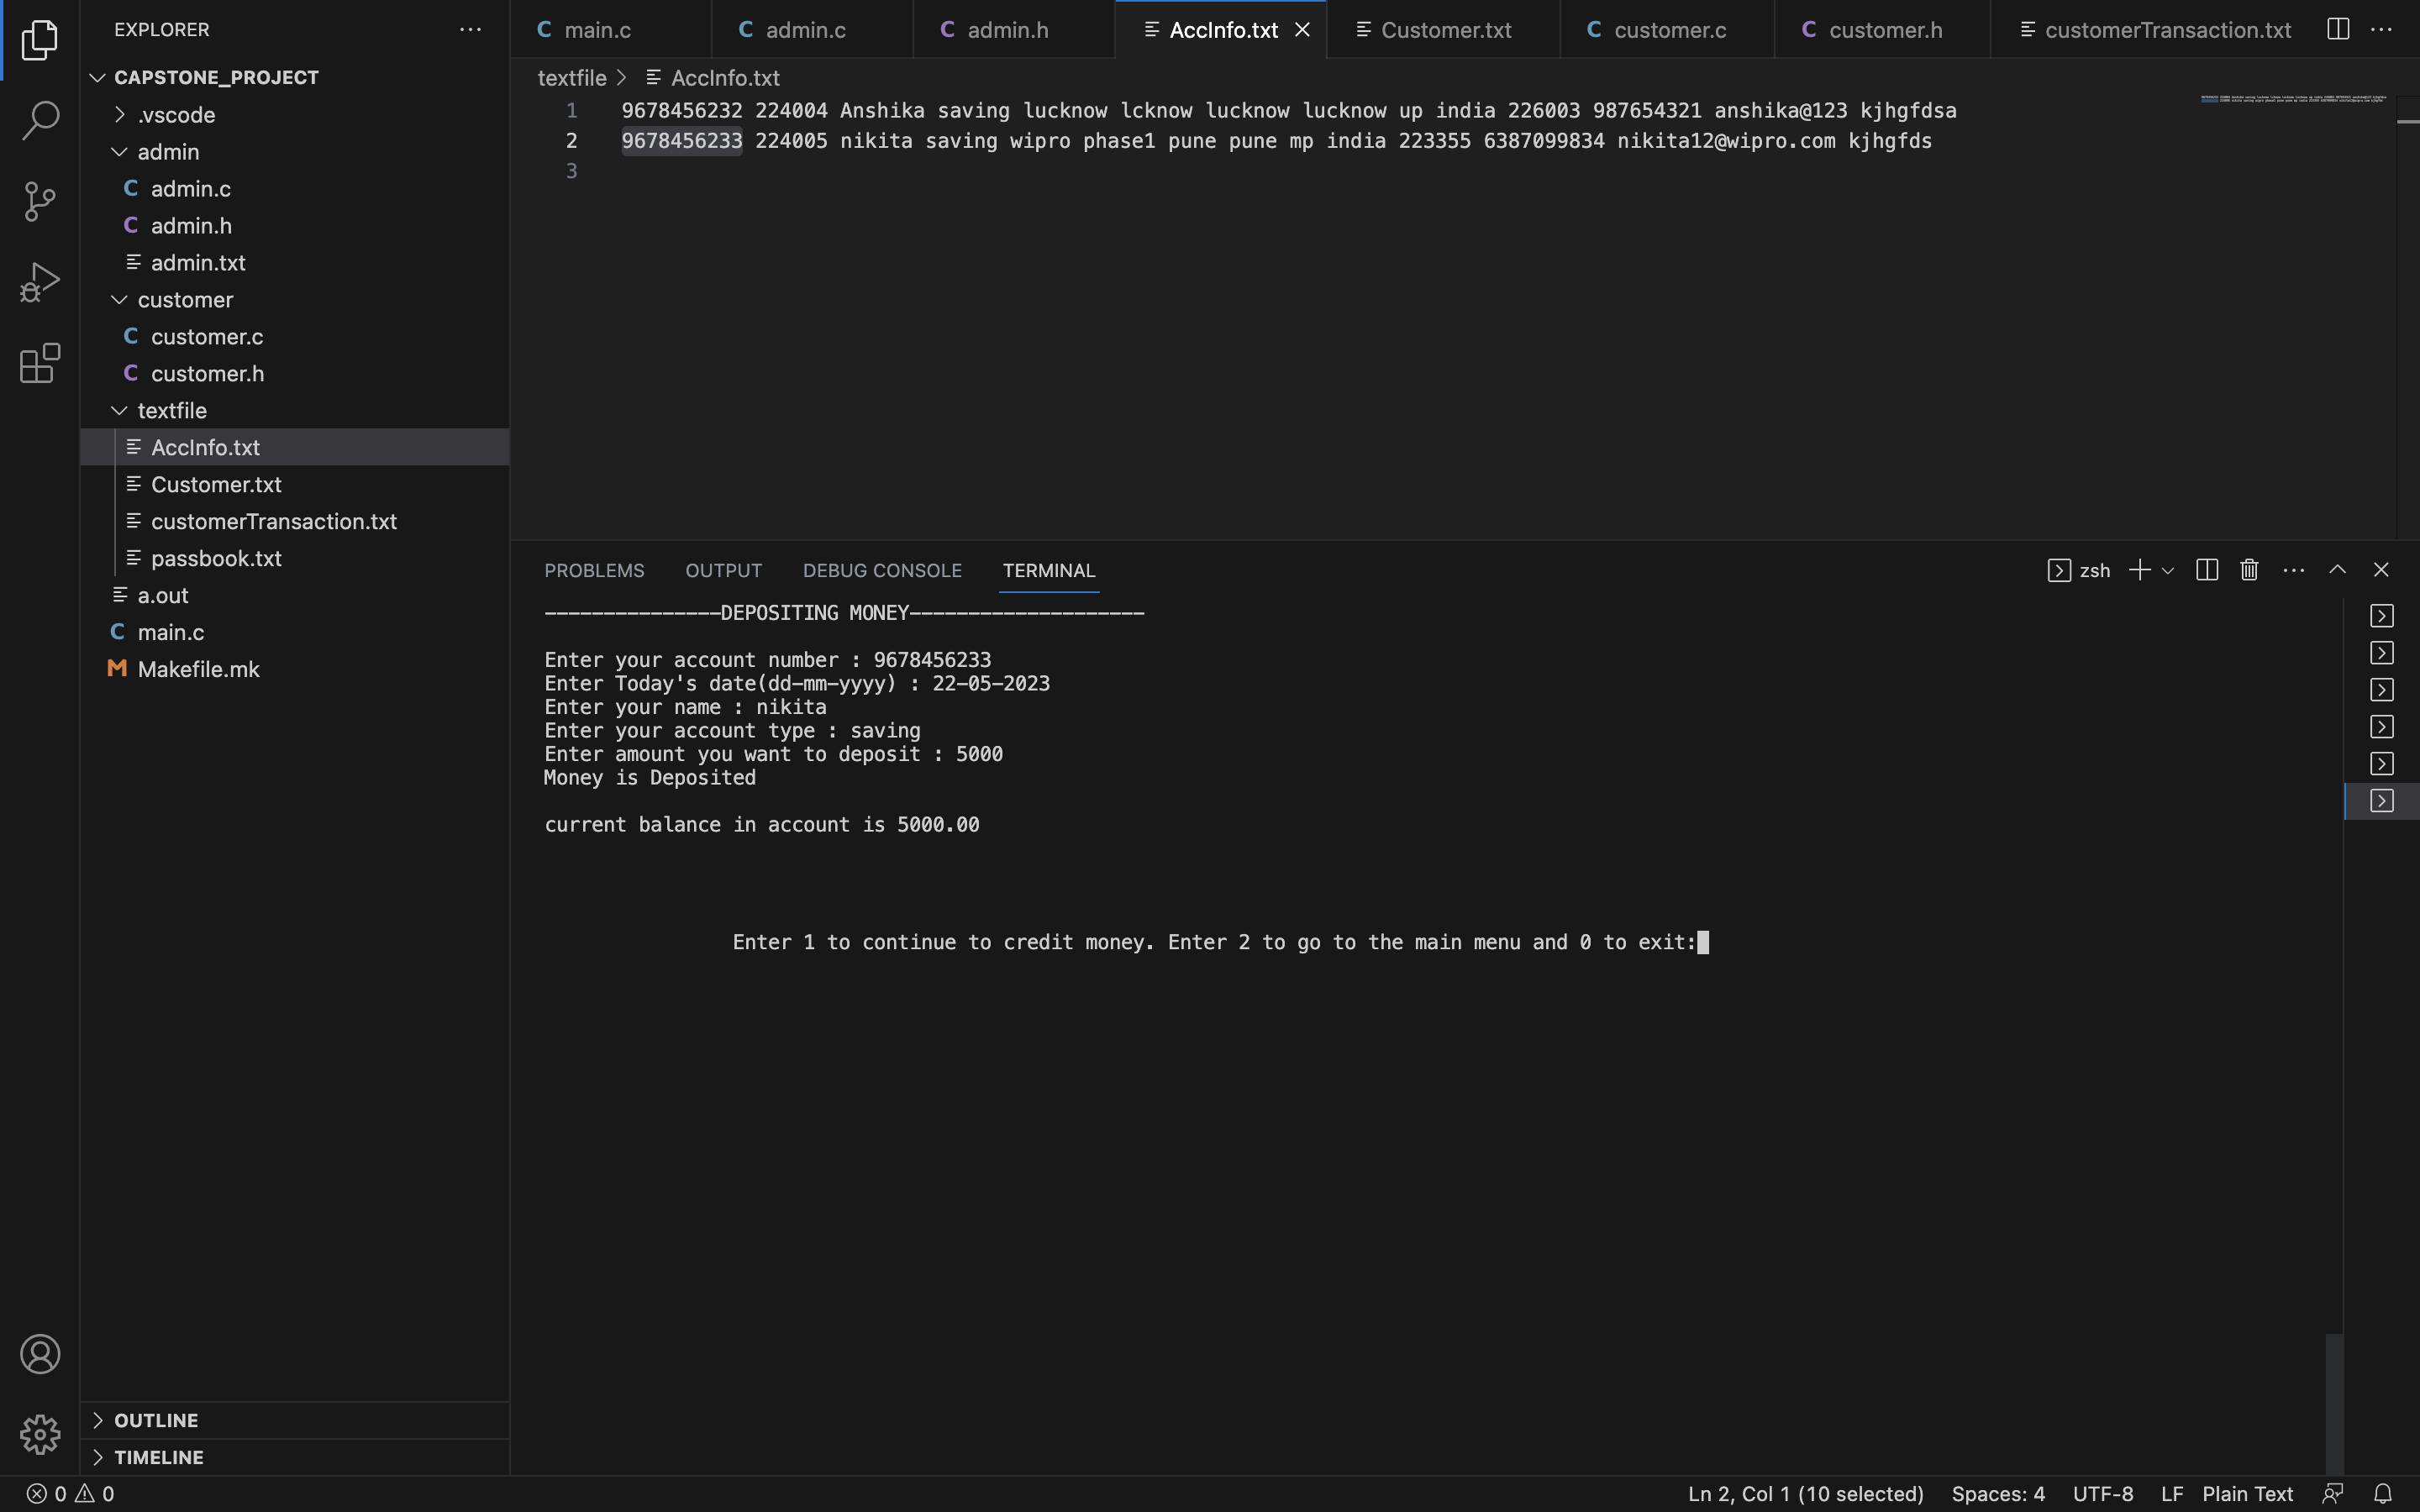 EXPLORER
CAPSTONE_PROJECT
.vscode
admin
C admin.c
C admin.h
admin.txt
customer
C customer.c
C customer.h
textfile
AccInfo.txt
Customer.txt
customerTransaction.txt
passbook.txt
a.out
C main.c
M Makefile.mk
OUTLINE
TIMELINE
C main.c C admin.c C admin.h AccInfo.txt Customer.txt C customer.c C customer.h customerTransaction.txt
textfile > AccInfo.txt
1 9678456232 224004 Anshika saving lucknow lcknow lucknow lucknow up india 226003 987654321 anshika@123 kjhgfdsa
2 9678456233 224005 nikita saving wipro phase1 pune pune mp india 223355 6387099834 nikita12@wipro.com kjhgfds
3
PROBLEMS OUTPUT DEBUG CONSOLE TERMINAL zsh
---------------DEPOSITING MONEY--------------------
Enter your account number : 9678456233
Enter Today's date(dd-mm-yyyy) : 22-05-2023
Enter your name : nikita
Enter your account type : saving
Enter amount you want to deposit : 5000
Money is Deposited
current balance in account is 5000.00
Enter 1 to continue to credit money. Enter 2 to go to the main menu and 0 to exit:
0 0 Ln 2, Col 1 (10 selected) Spaces: 4 UTF-8 LF Plain Text